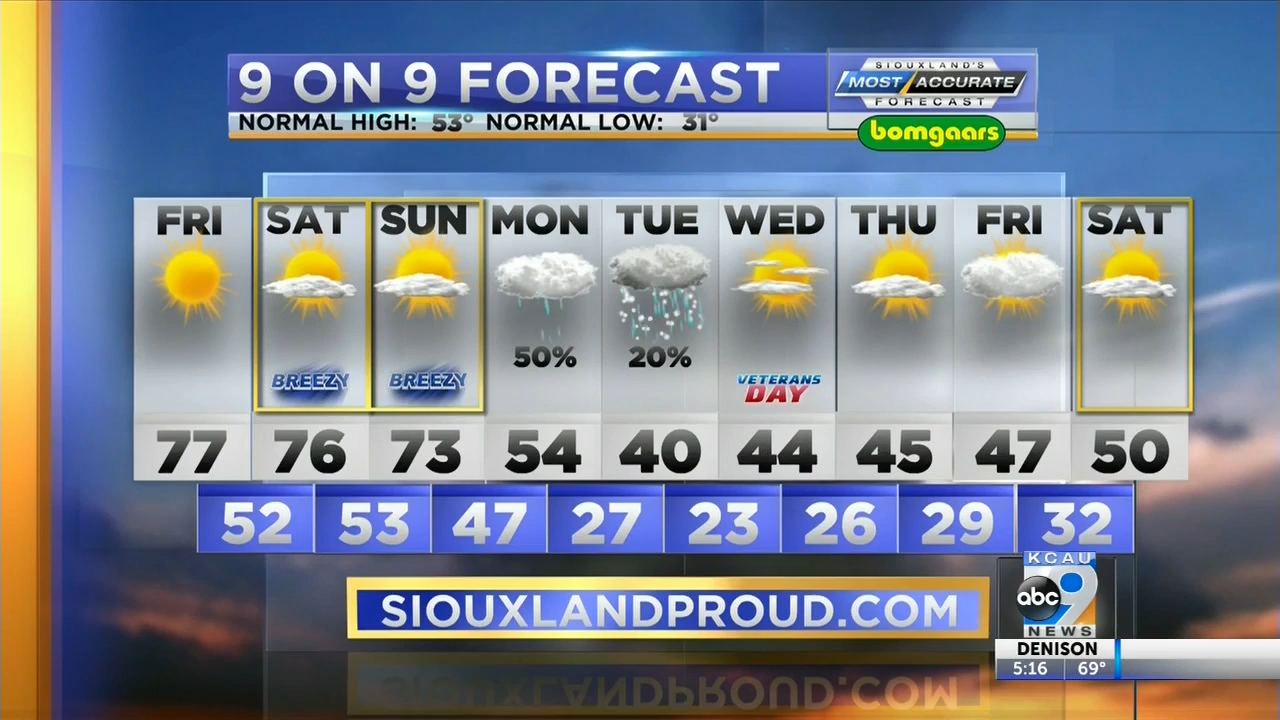 9 ON 9 FORECAST
NORMAL HIGH: 53° NORMAL LOW: 31°
SIOUXLAND'S
MOST ACCURATE
FORECAST
bomgaars
FRI SAT SUN MON TUE WED THU FRI SAT
50% 20%
BREEZY BREEZY VETERANS DAY
77 76 73 54 40 44 45 47 50
52 53 47 27 23 26 29 32
SIOUXLANDPROUD.COM
KCAU
abc 9
NEWS
DENISON
5:16 69°
SIOUXLANDPROUD.COM